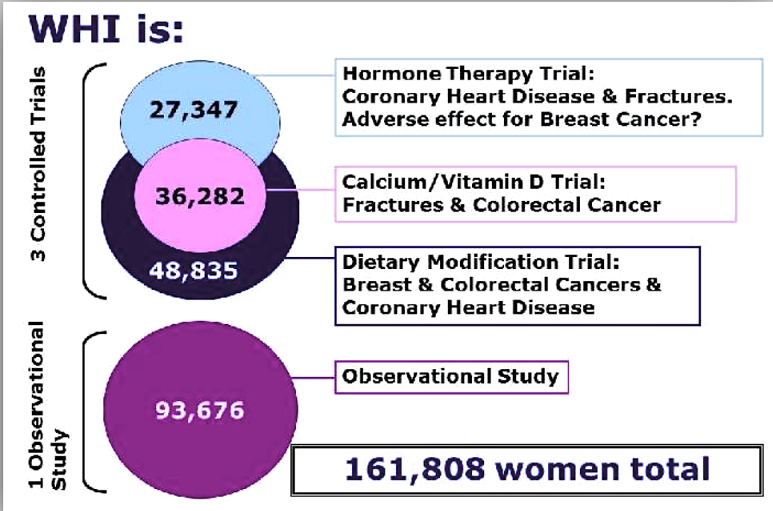 WHI is:
3 Controlled Trials
27,347
Hormone Therapy Trial:
Coronary Heart Disease & Fractures.
Adverse effect for Breast Cancer?
36,282
Calcium/Vitamin D Trial:
Fractures & Colorectal Cancer
48,835
Dietary Modification Trial:
Breast & Colorectal Cancers &
Coronary Heart Disease
1 Observational
Study
93,676
Observational Study
161,808 women total